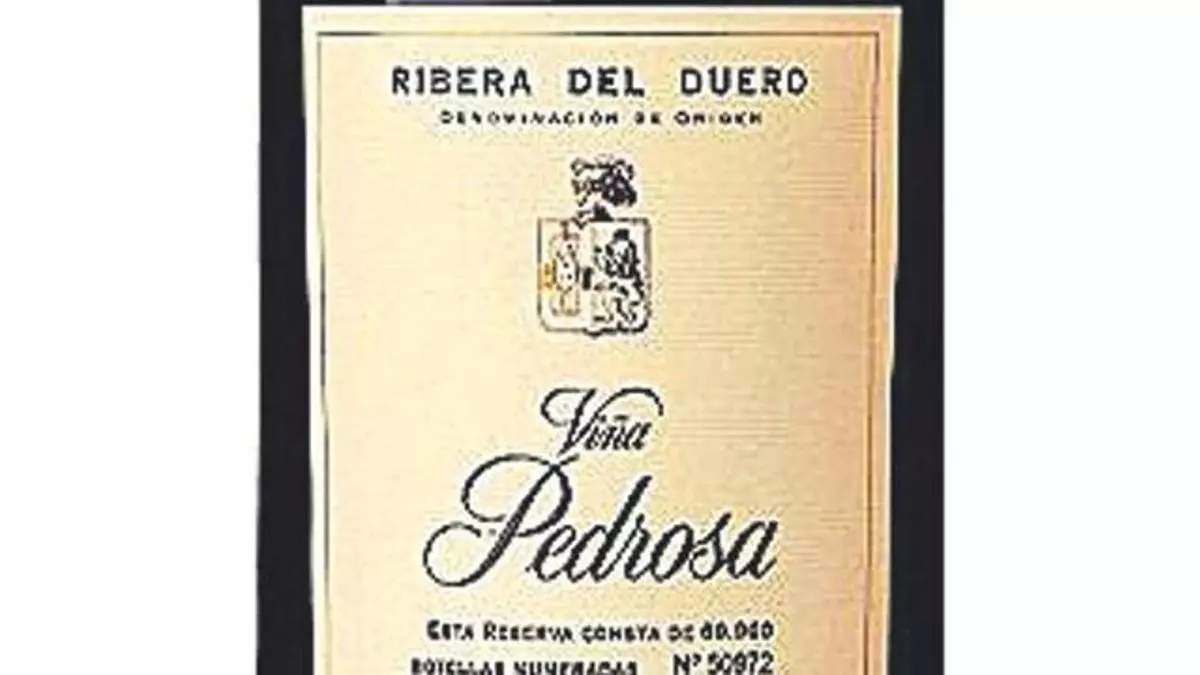 RIBERA DEL DUERO
DENOMINACIÓN DE ORIGEN
Viña
Pedrosa
ESTA RESERVA CONSTA DE 60.000
BOTELLAS NUMERADAS Nº 50972